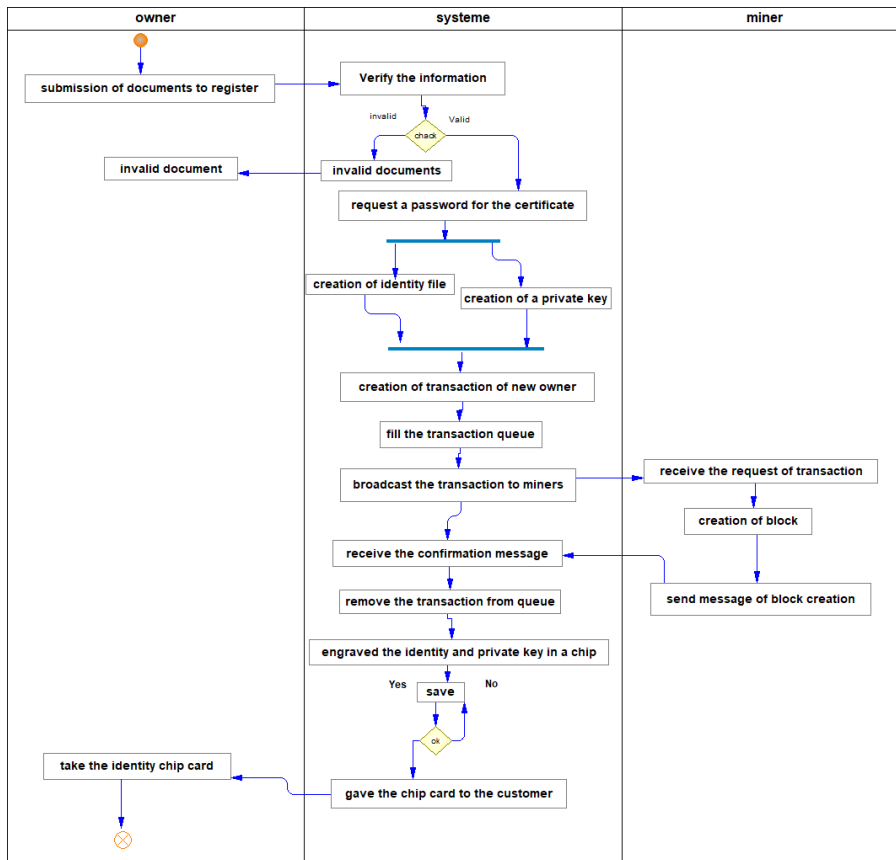 owner
systeme
miner
submission of documents to register
Verify the information
invalid
Valid
chack
invalid document
invalid documents
request a password for the certificate
creation of identity file
creation of a private key
creation of transaction of new owner
fill the transaction queue
broadcast the transaction to miners
receive the request of transaction
creation of block
receive the confirmation message
send message of block creation
remove the transaction from queue
engraved the identity and private key in a chip
Yes
save
No
ok
take the identity chip card
gave the chip card to the customer